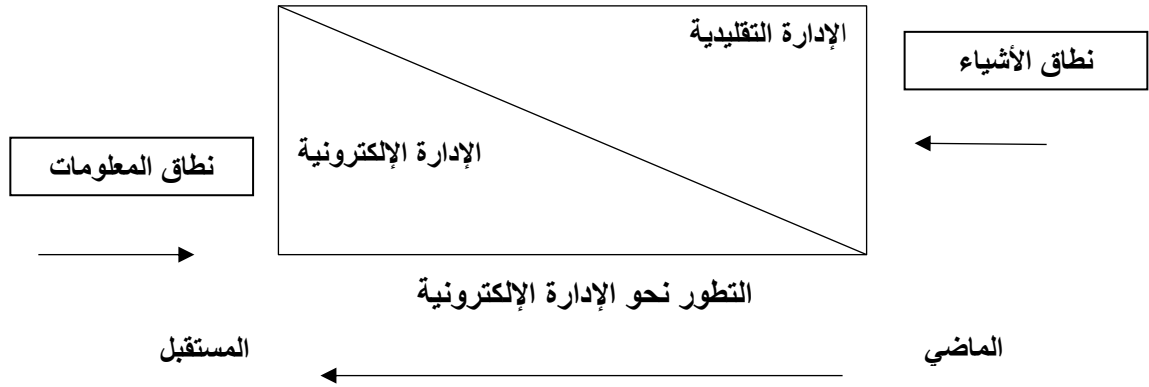 الإدارة التقليدية
نطاق الأشياء
الإدارة الإلكترونية
نطاق المعلومات
التطور نحو الإدارة الإلكترونية
الماضي
المستقبل